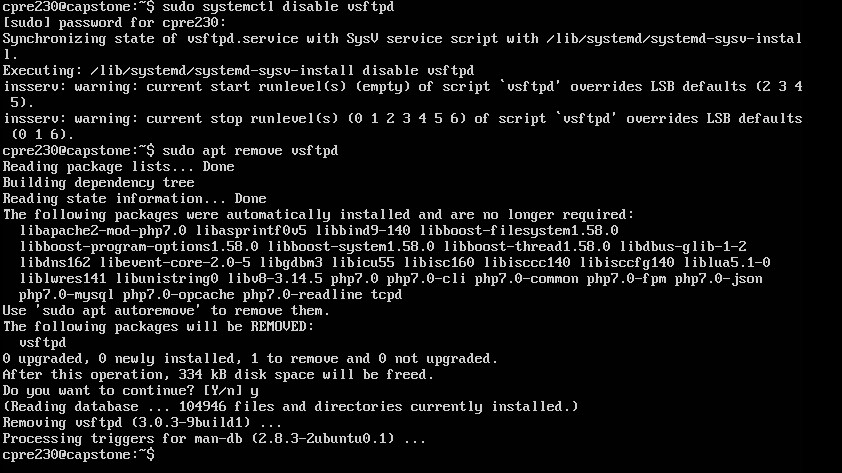 cpre230@capstone:~$ sudo systemctl disable vsftpd
[sudo] password for cpre230:
Synchronizing state of vsftpd.service with SysV service script with /lib/systemd/systemd-sysv-instal
l.
Executing: /lib/systemd/systemd-sysv-install disable vsftpd
insserv: warning: current start runlevel(s) (empty) of script `vsftpd' overrides LSB defaults (2 3 4
 5).
insserv: warning: current stop runlevel(s) (0 1 2 3 4 5 6) of script `vsftpd' overrides LSB defaults
 (0 1 6).
cpre230@capstone:~$ sudo apt remove vsftpd
Reading package lists... Done
Building dependency tree
Reading state information... Done
The following packages were automatically installed and are no longer required:
  libapache2-mod-php7.0 libasprintf0v5 libbind9-140 libboost-filesystem1.58.0
  libboost-program-options1.58.0 libboost-system1.58.0 libboost-thread1.58.0 libdbus-glib-1-2
  libdns162 libevent-core-2.0-5 libgdbm3 libicu55 libisc160 libisccc140 libisccfg140 liblua5.1-0
  liblwres141 libunistring0 libv8-3.14.5 php7.0 php7.0-cli php7.0-common php7.0-fpm php7.0-json
  php7.0-mysql php7.0-opcache php7.0-readline tcpd
Use 'sudo apt autoremove' to remove them.
The following packages will be REMOVED:
  vsftpd
0 upgraded, 0 newly installed, 1 to remove and 0 not upgraded.
After this operation, 334 kB disk space will be freed.
Do you want to continue? [Y/n] y
(Reading database ... 104946 files and directories currently installed.)
Removing vsftpd (3.0.3-9build1) ...
Processing triggers for man-db (2.8.3-2ubuntu0.1) ...
cpre230@capstone:~$